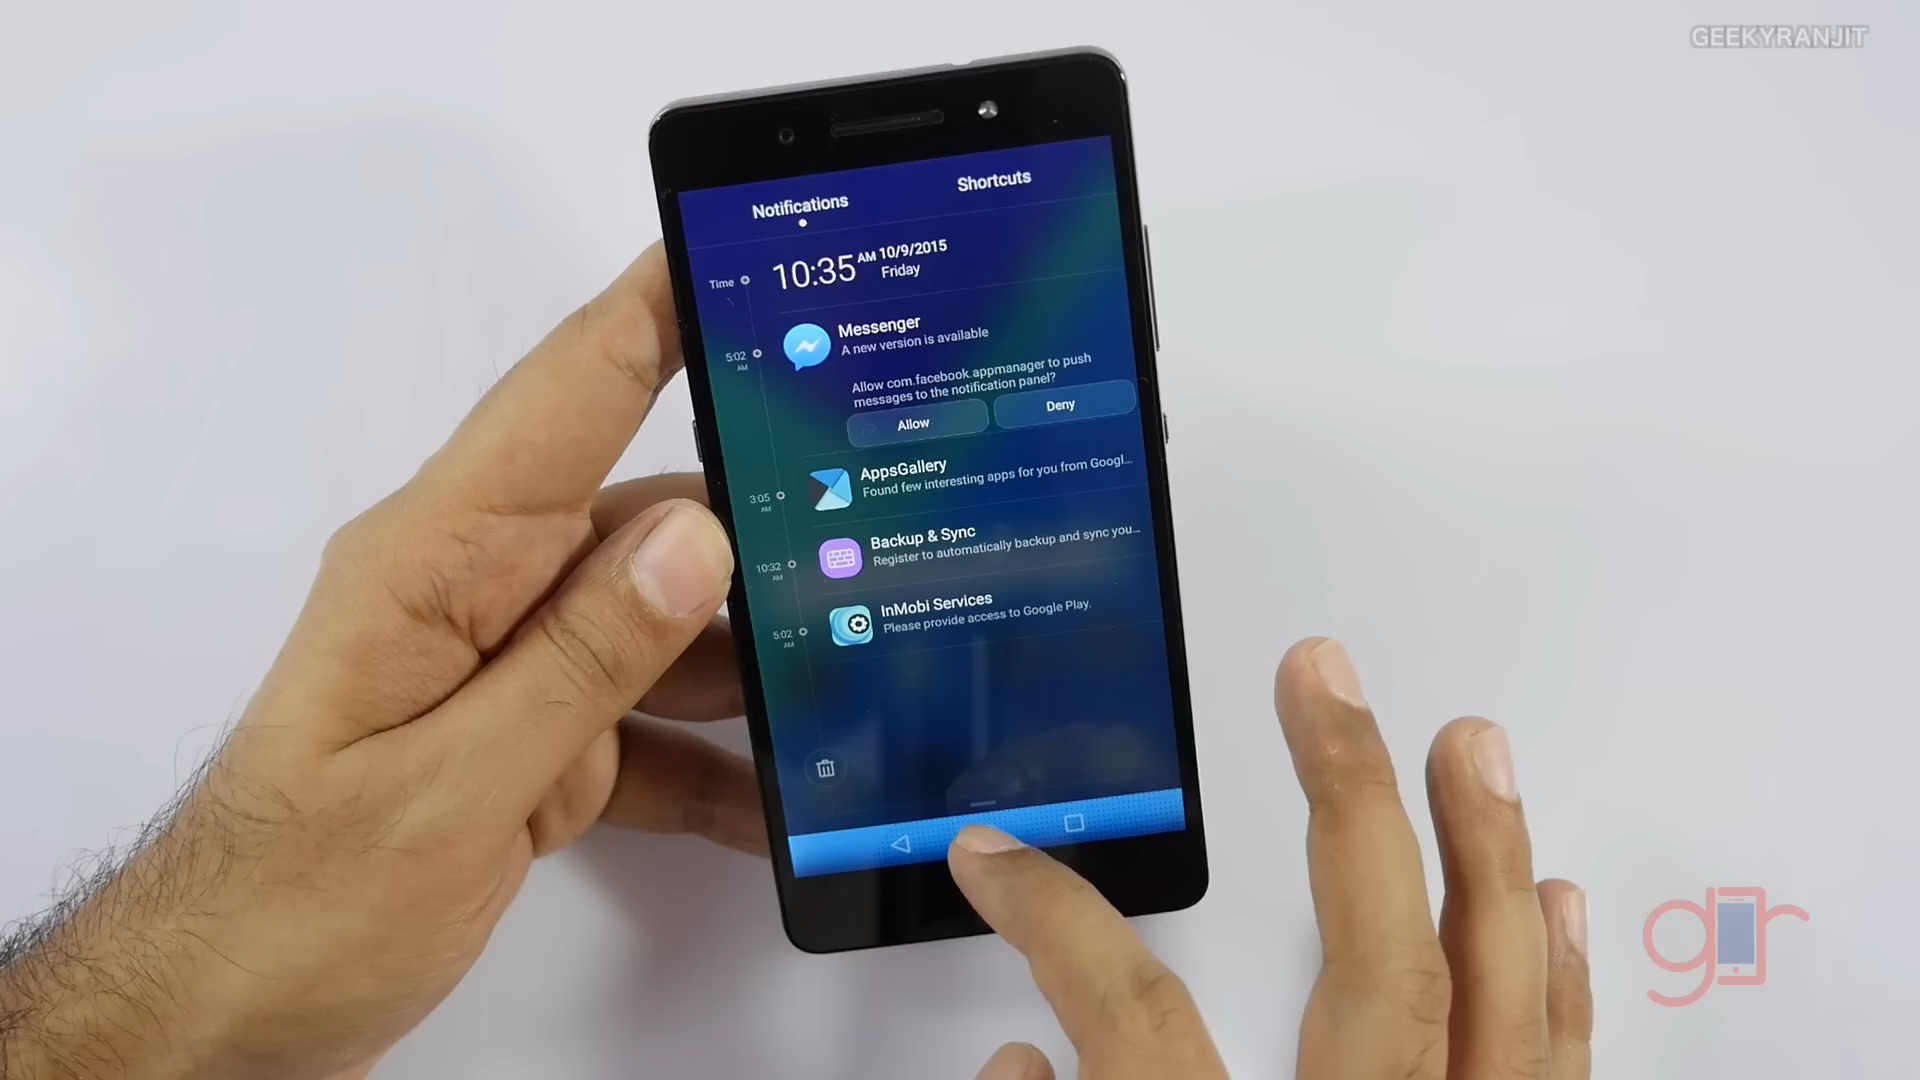 GEEKYRANJIT
Notifications
Shortcuts
Time
10:35 AM 10/9/2015
Friday
5:02 AM
Messenger
A new version is available
Allow com.facebook.appmanager to push
messages to the notification panel?
Allow
Deny
3:05 AM
AppsGallery
Found few interesting apps for you from Googl...
10:32 AM
Backup & Sync
Register to automatically backup and sync you...
5:02 AM
InMobi Services
Please provide access to Google Play.
gr